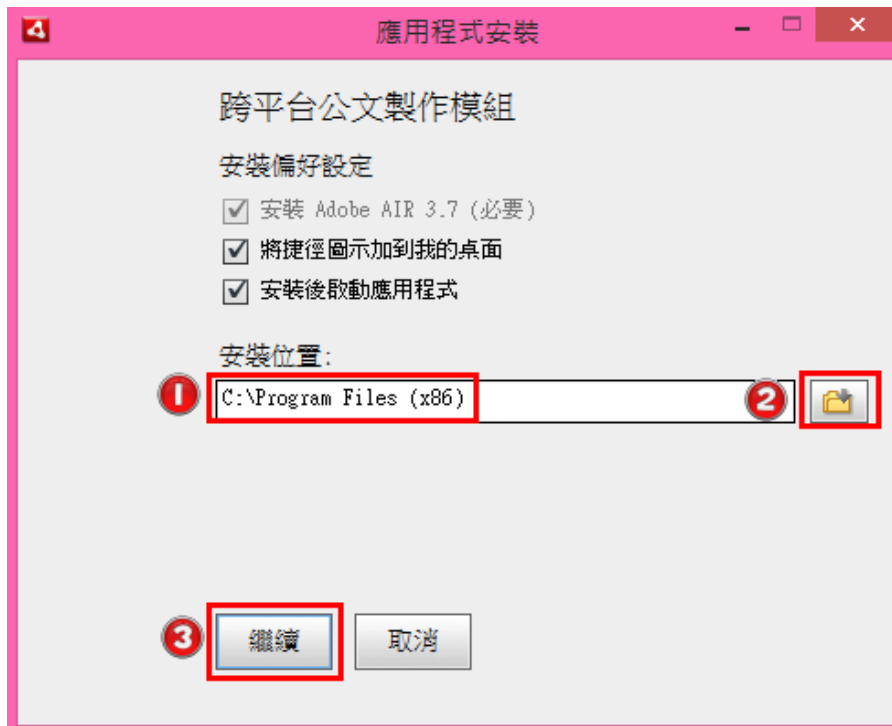 應用程式安裝
跨平台公文製作模組
安裝偏好設定
安裝 Adobe AIR 3.7 (必要)
將捷徑圖示加到我的桌面
安裝後啟動應用程式
安裝位置:
1 C:\Program Files (x86) 2
3 繼續 取消